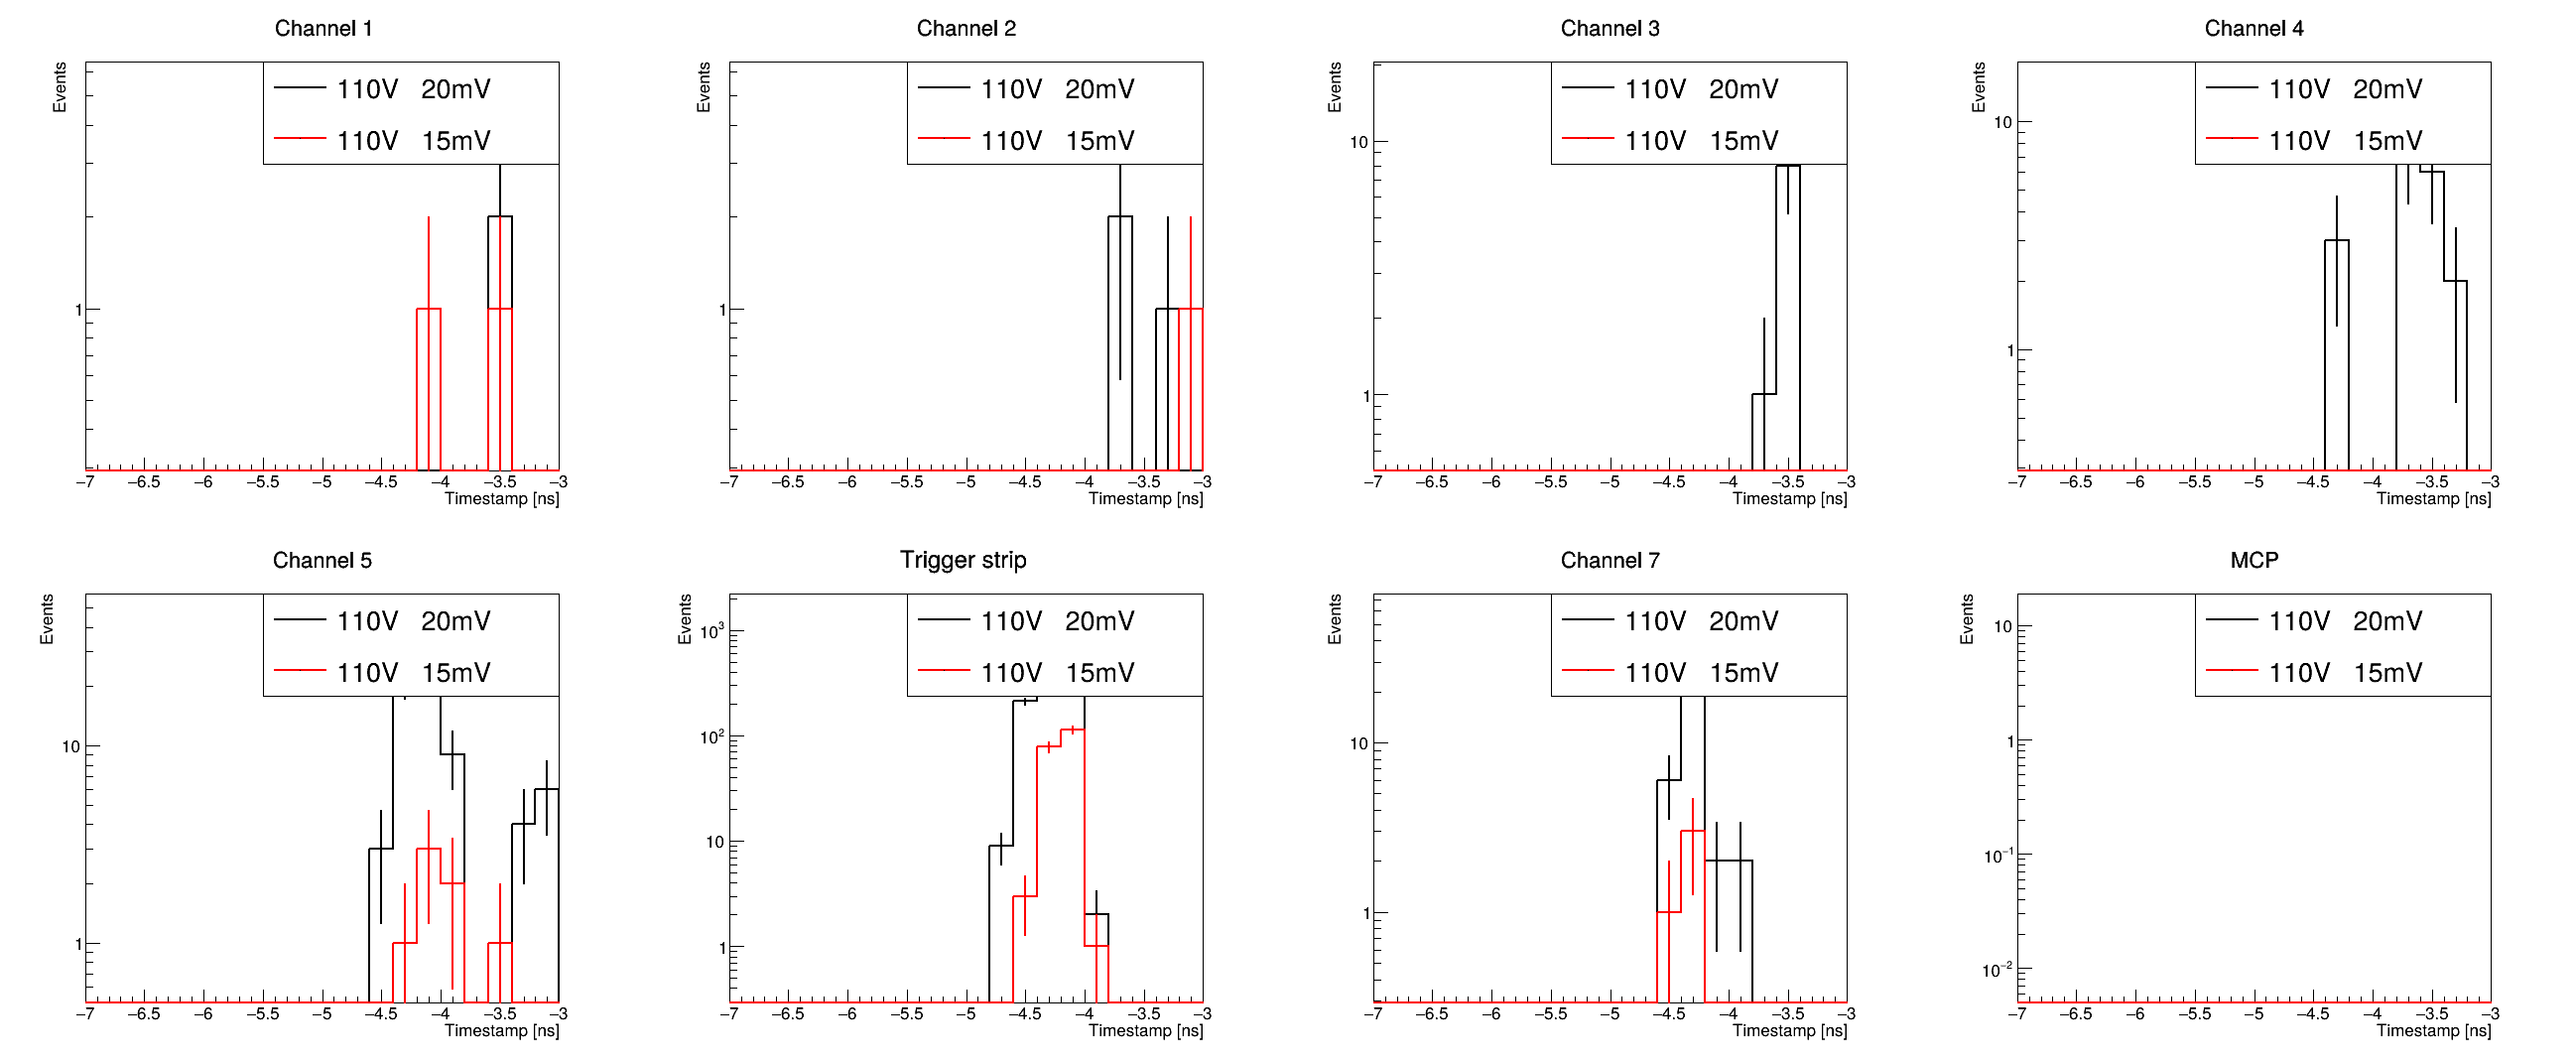 Channel 1
Events
110V 20mV
110V 15mV
1
−7 −6.5 −6 −5.5 −5 −4.5 −4 −3.5 −3
Timestamp [ns]
Channel 2
Events
110V 20mV
110V 15mV
1
−7 −6.5 −6 −5.5 −5 −4.5 −4 −3.5 −3
Timestamp [ns]
Channel 3
Events
110V 20mV
110V 15mV
10
1
−7 −6.5 −6 −5.5 −5 −4.5 −4 −3.5 −3
Timestamp [ns]
Channel 4
Events
110V 20mV
110V 15mV
10
1
−7 −6.5 −6 −5.5 −5 −4.5 −4 −3.5 −3
Timestamp [ns]
Channel 5
Events
110V 20mV
110V 15mV
10
1
−7 −6.5 −6 −5.5 −5 −4.5 −4 −3.5 −3
Timestamp [ns]
Trigger strip
Events
110V 20mV
110V 15mV
10³
10²
10
1
−7 −6.5 −6 −5.5 −5 −4.5 −4 −3.5 −3
Timestamp [ns]
Channel 7
Events
110V 20mV
110V 15mV
10
1
−7 −6.5 −6 −5.5 −5 −4.5 −4 −3.5 −3
Timestamp [ns]
MCP
Events
110V 20mV
110V 15mV
10
1
10⁻¹
10⁻²
−7 −6.5 −6 −5.5 −5 −4.5 −4 −3.5 −3
Timestamp [ns]